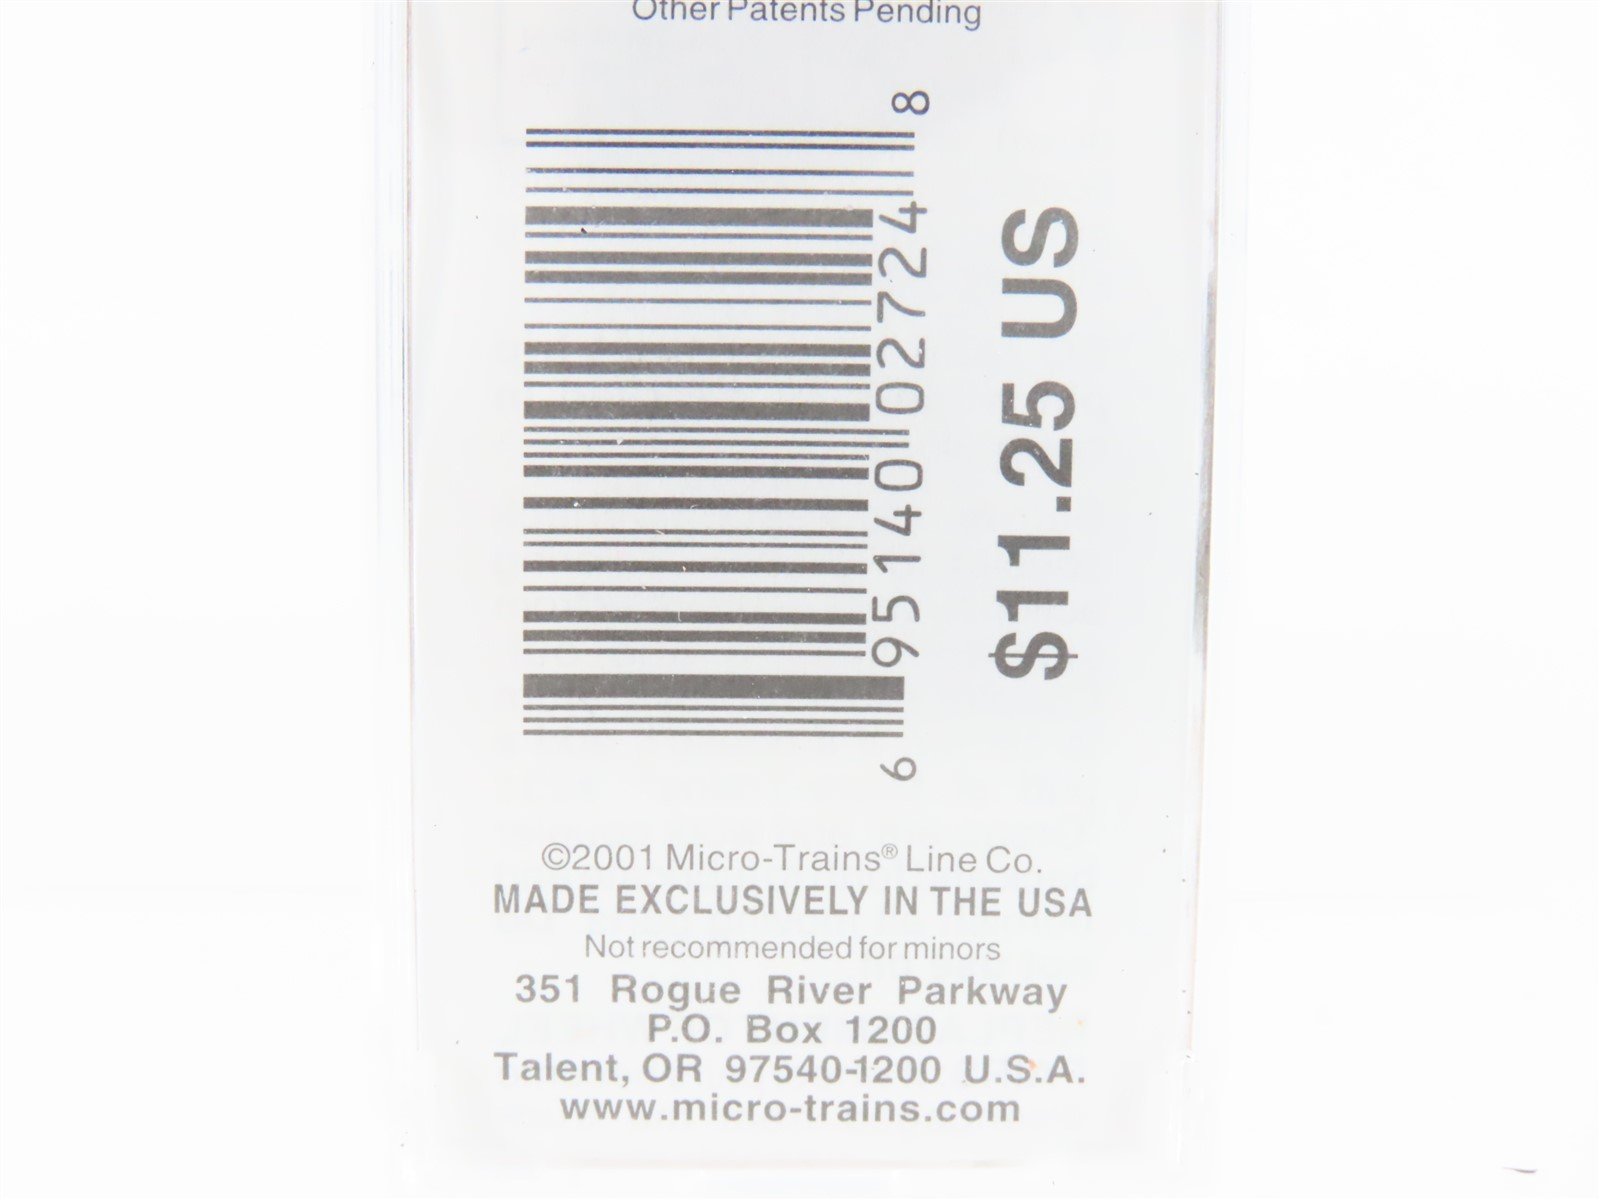 Other Patents Pending
6 95140 02724 8
$11.25 US
©2001 Micro-Trains® Line Co.
MADE EXCLUSIVELY IN THE USA
Not recommended for minors
351 Rogue River Parkway
P.O. Box 1200
Talent, OR 97540-1200 U.S.A.
www.micro-trains.com